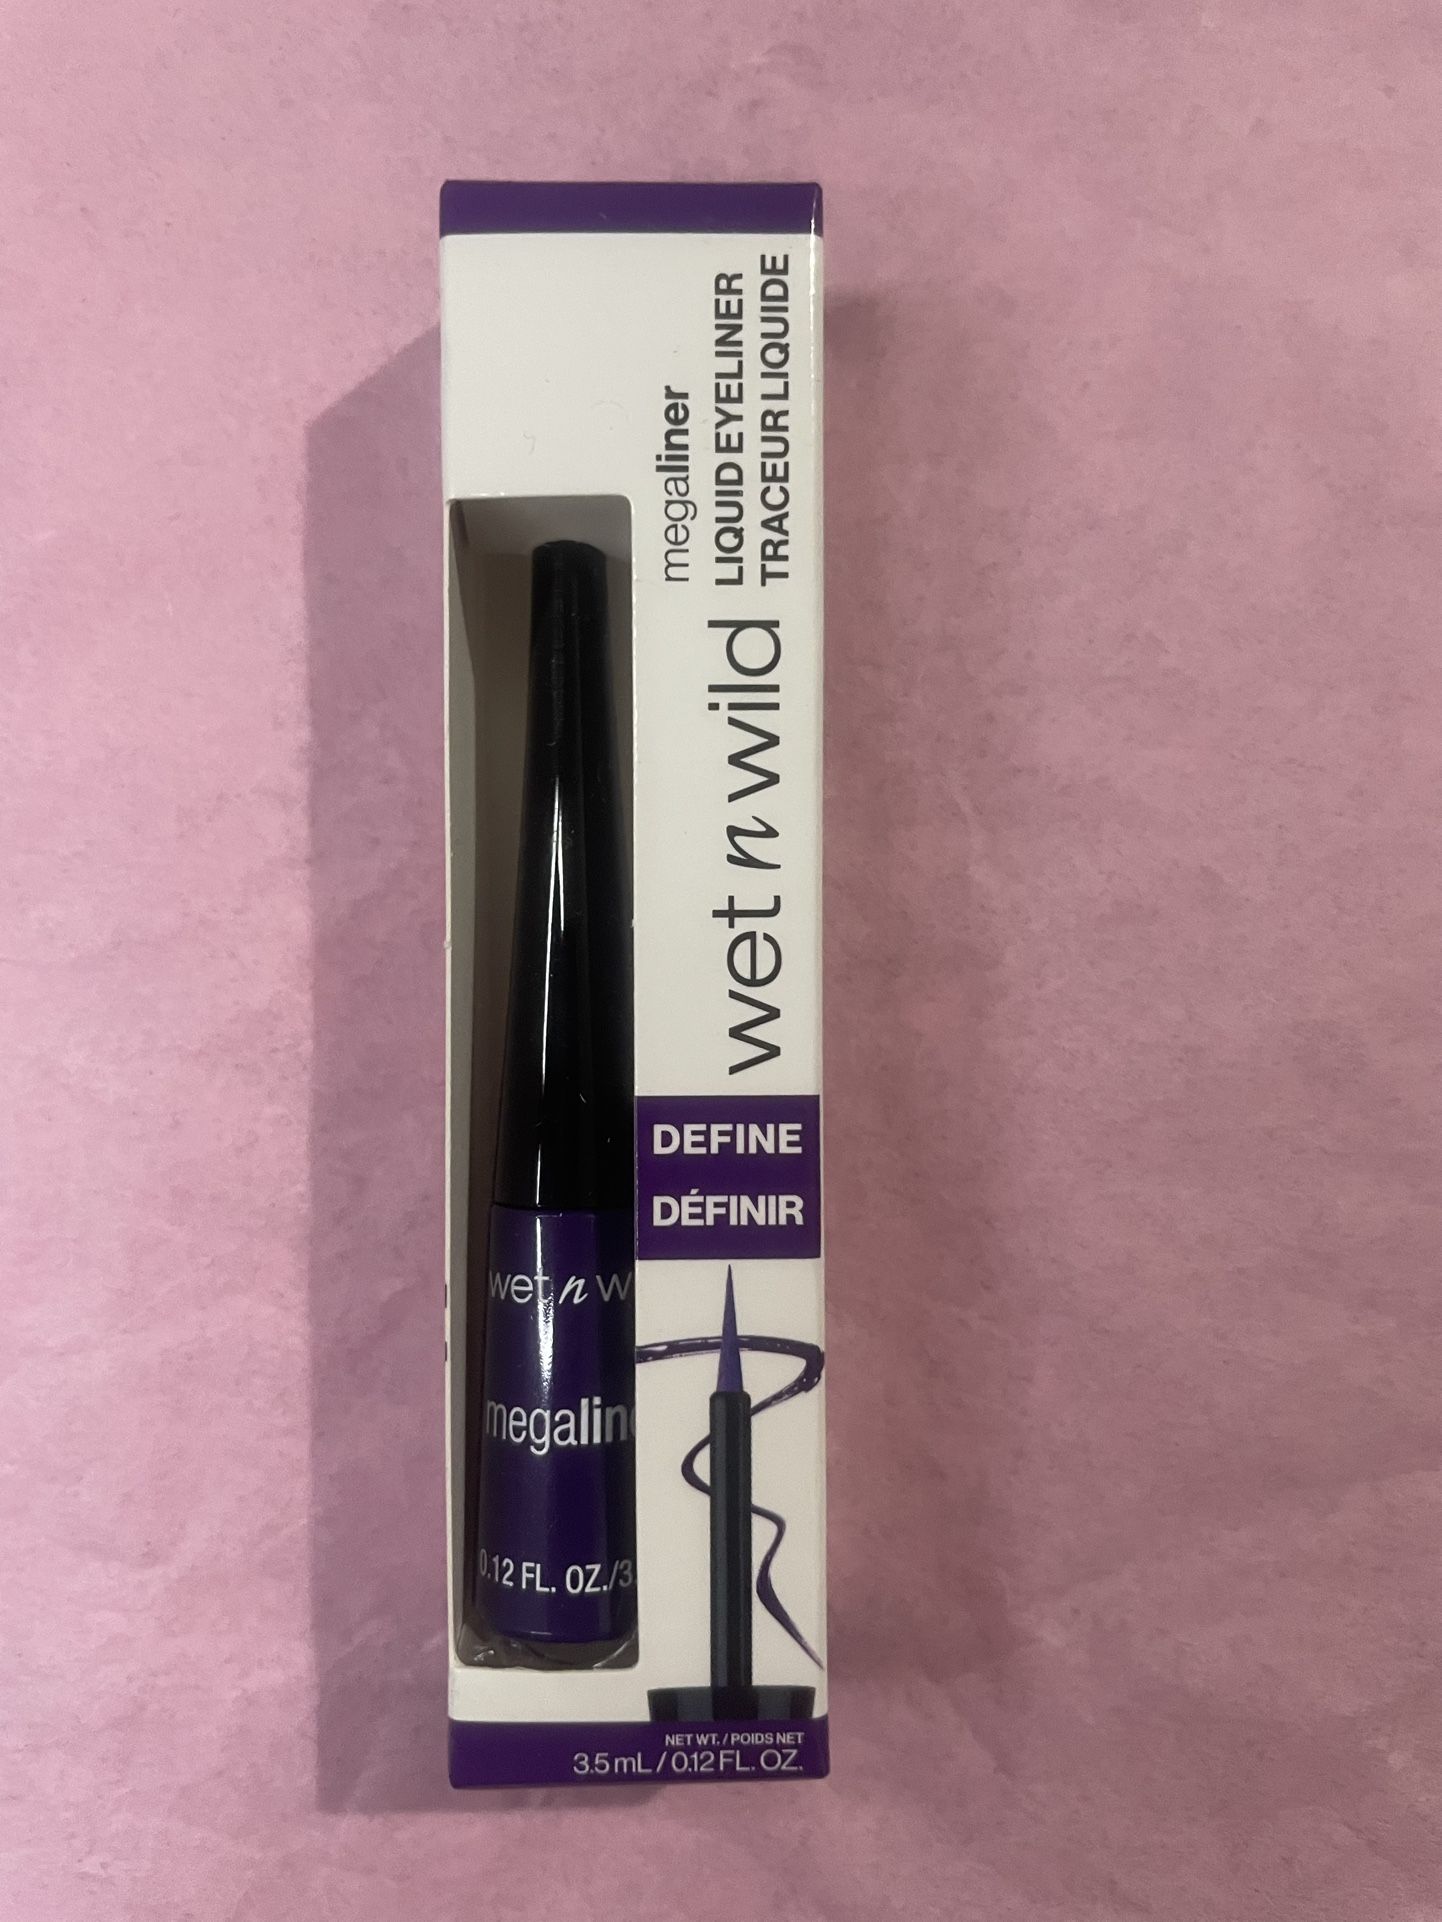 megaliner
LIQUID EYELINER
TRACEUR LIQUIDE
wet n wild
DEFINE
DÉFINIR
wet n w
megalin
0.12 FL. OZ./3.
NET WT. / POIDS NET
3.5 mL / 0.12 FL. OZ.